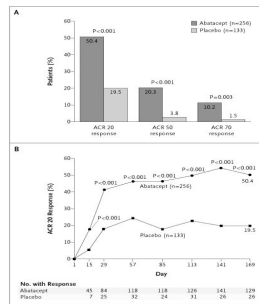 A
60
50
40
30
20
10
0
Patients (%)
Abatacept (n=256)
Placebo (n=133)
P<0.001
50.4
19.5
P<0.001
20.3
3.8
P=0.003
10.2
1.5
ACR 20 response
ACR 50 response
ACR 70 response
B
60
50
40
30
20
10
0
ACR 20 Response (%)
P<0.001
P<0.001
P<0.001
P<0.001
P<0.001
P<0.001
P<0.001
Abatacept (n=256)
50.4
Placebo (n=133)
19.5
1 15 29 57 85 113 141 169
Day
No. with Response
Abatacept 45 84 118 118 126 141 129
Placebo 7 25 32 24 31 26 26